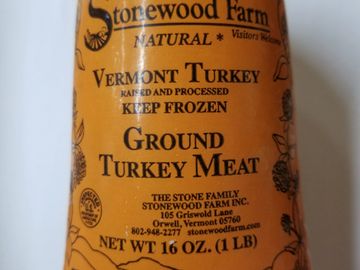 Stonewood Farm
NATURAL * Visitors Welcome
VERMONT TURKEY
RAISED AND PROCESSED
KEEP FROZEN
GROUND
TURKEY MEAT
THE STONE FAMILY
STONEWOOD FARM INC.
105 Griswold Lane
Orwell, Vermont 05760
802-948-2277 stonewoodfarm.com
NET WT 16 OZ. (1 LB)